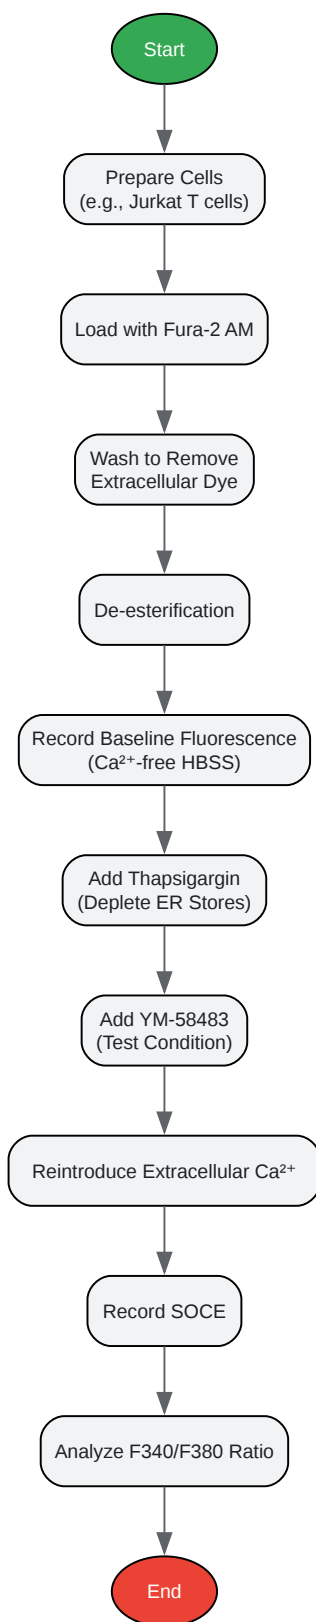 Start
Prepare Cells
(e.g., Jurkat T cells)
Load with Fura-2 AM
Wash to Remove
Extracellular Dye
De-esterification
Record Baseline Fluorescence
(Ca²⁺-free HBSS)
Add Thapsigargin
(Deplete ER Stores)
Add YM-58483
(Test Condition)
Reintroduce Extracellular Ca²⁺
Record SOCE
Analyze F340/F380 Ratio
End